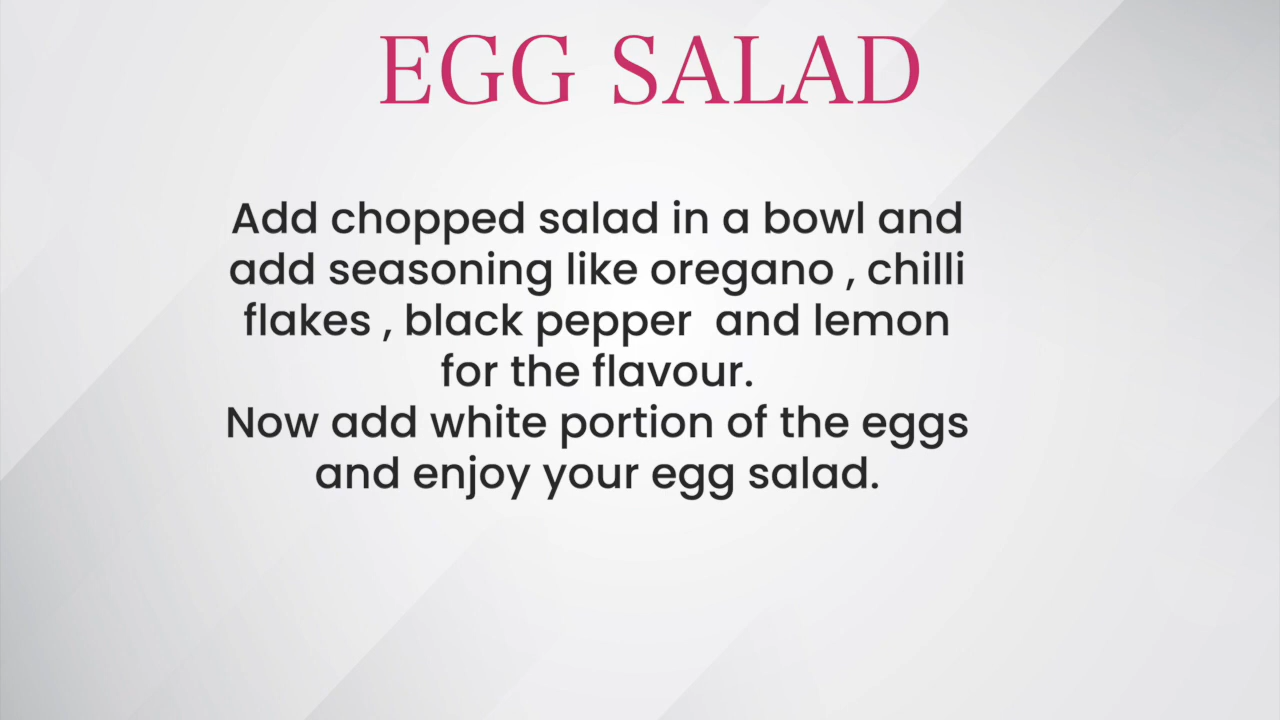 EGG SALAD
Add chopped salad in a bowl and
add seasoning like oregano , chilli
flakes , black pepper  and lemon
for the flavour.
Now add white portion of the eggs
and enjoy your egg salad.